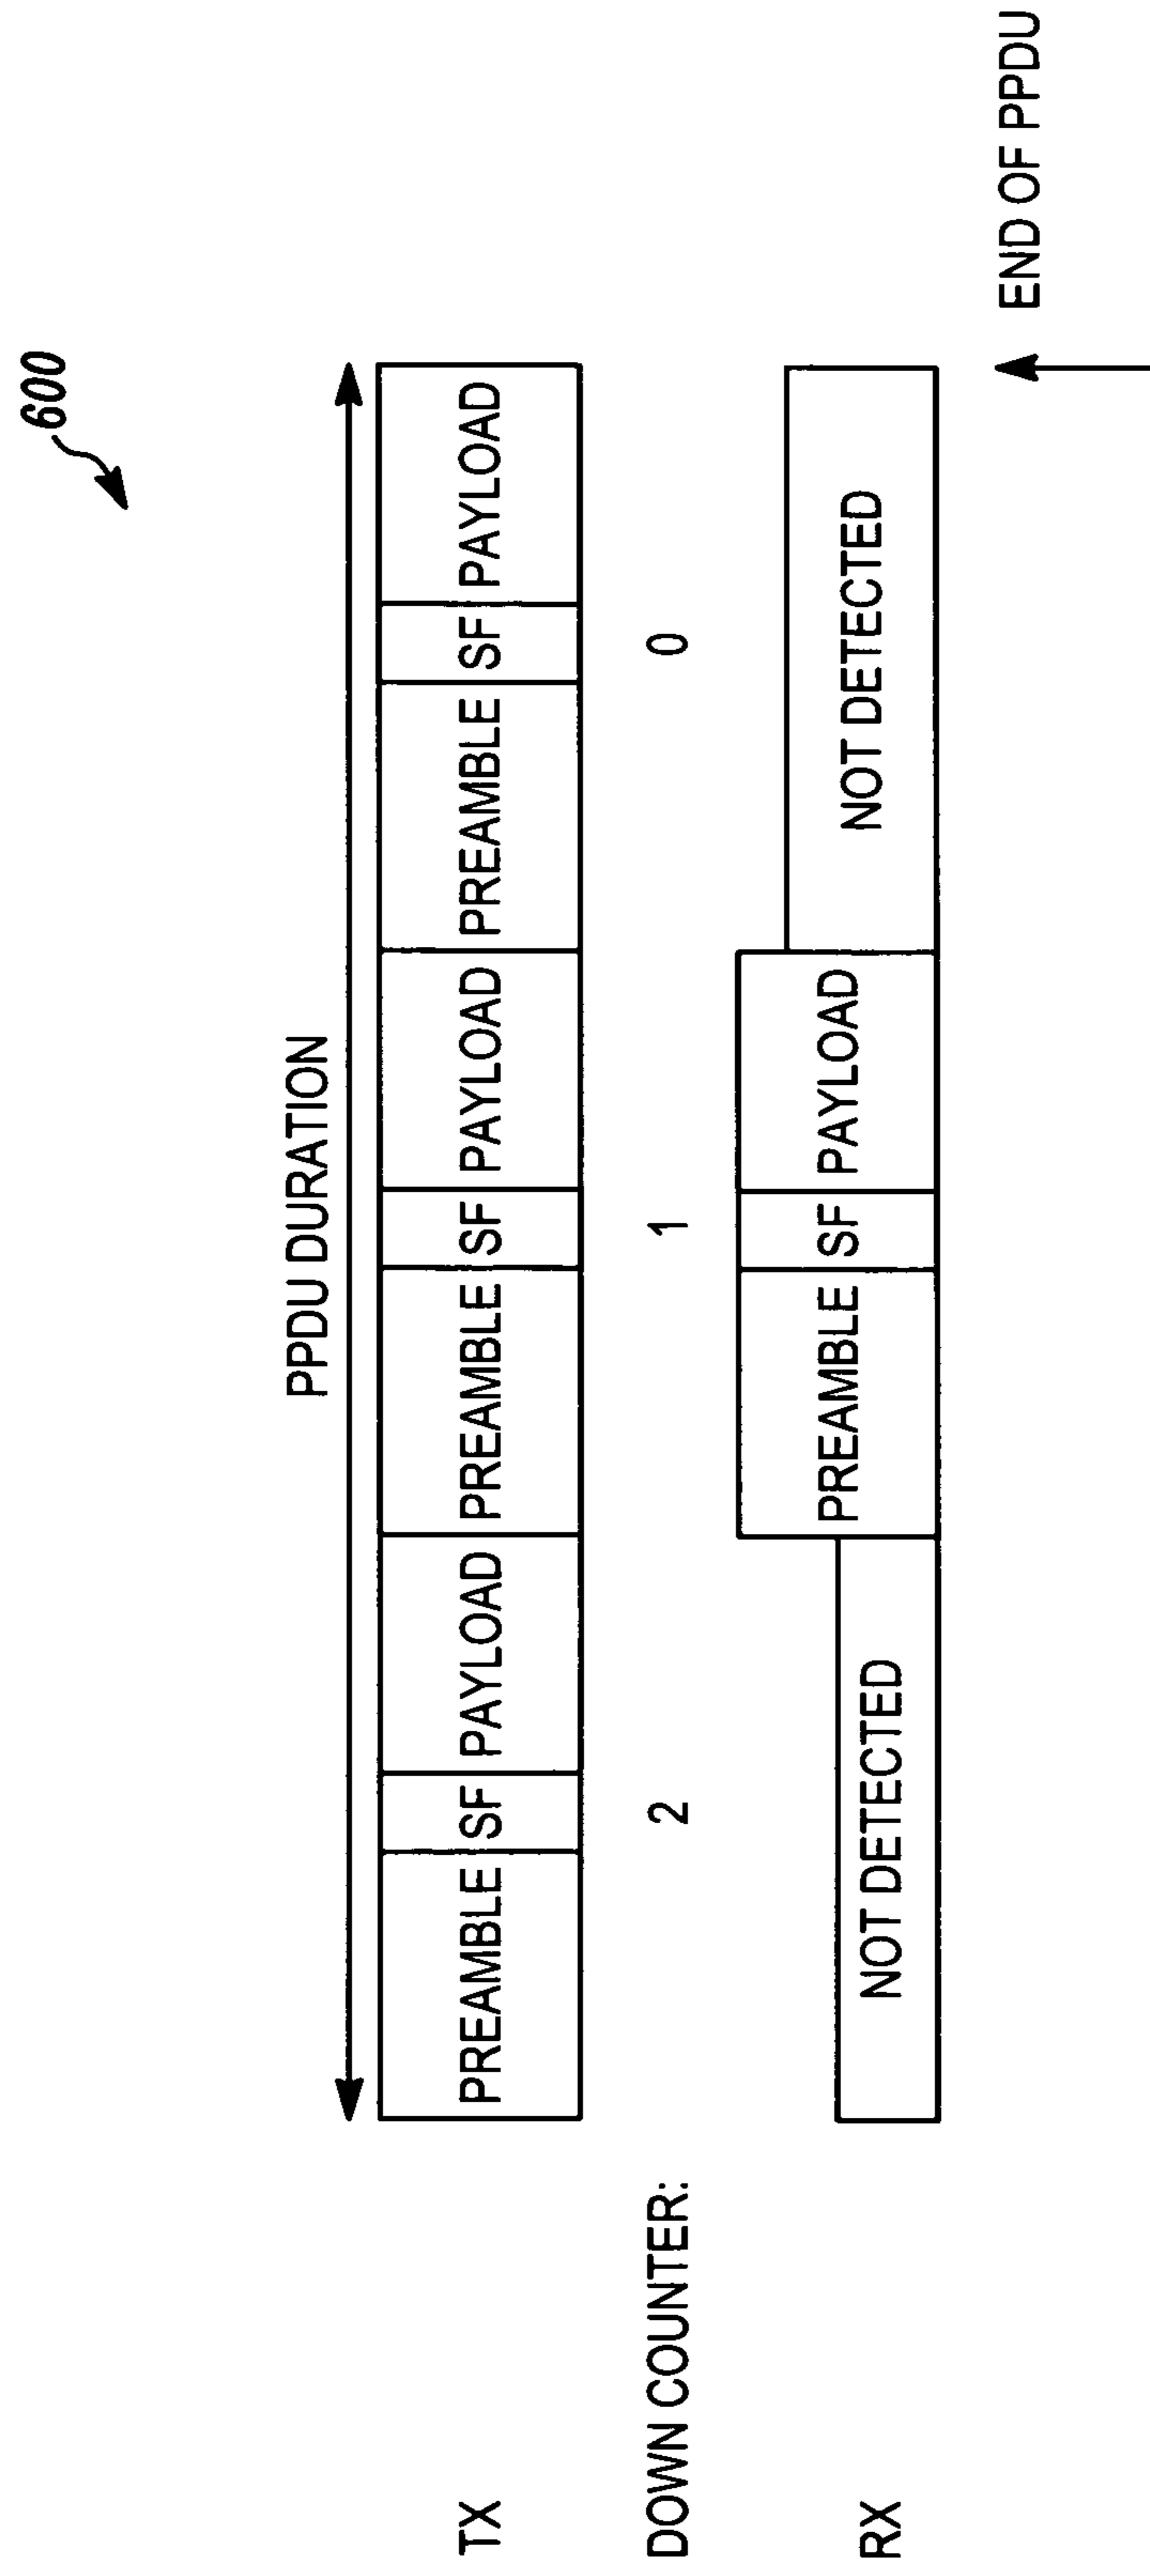 600
PPDU DURATION
TX PREAMBLE SF PAYLOAD PREAMBLE SF PAYLOAD PREAMBLE SF PAYLOAD
DOWN COUNTER: 2 1 0
RX NOT DETECTED PREAMBLE SF PAYLOAD NOT DETECTED
END OF PPDU